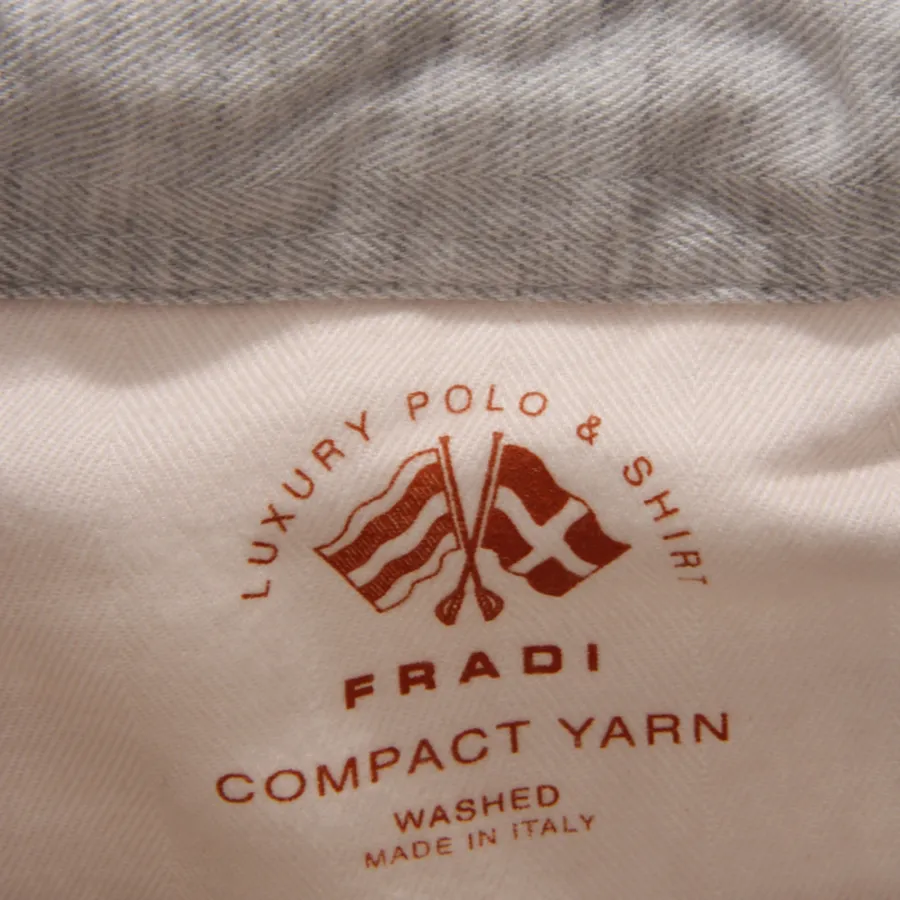 LUXURY POLO & SHIRT
FRADI
COMPACT YARN
WASHED
MADE IN ITALY